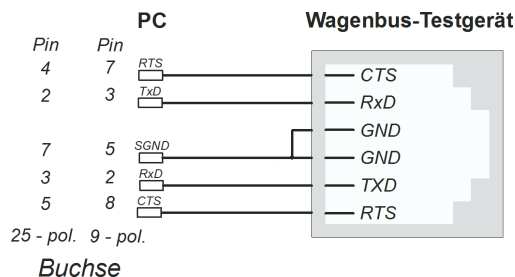 PC Wagenbus-Testgerät
Pin Pin
4 7 RTS CTS
2 3 TxD RxD
GND
7 5 SGND GND
3 2 RxD TXD
5 8 CTS RTS
25 - pol. 9 - pol.
Buchse